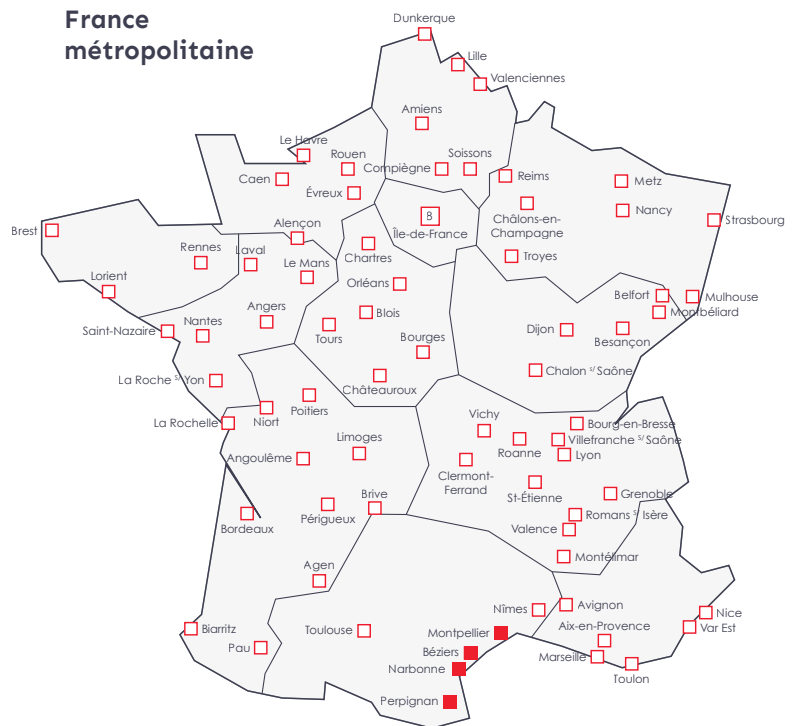 France
métropolitaine
Dunkerque
Lille
Valenciennes
Amiens
Le Havre
Rouen
Compiègne
Soissons
Reims
Caen
Évreux
Metz
Châlons-en-
Champagne
Nancy
8
Île-de-France
Strasbourg
Brest
Alençon
Chartres
Rennes
Laval
Le Mans
Troyes
Lorient
Orléans
Belfort
Mulhouse
Montbéliard
Saint-Nazaire
Nantes
Angers
Tours
Blois
Dijon
Besançon
Bourges
La Roche s/ Yon
Châteauroux
Chalon s/ Saône
Poitiers
La Rochelle
Niort
Vichy
Bourg-en-Bresse
Villefranche s/ Saône
Roanne
Lyon
Limoges
Angoulême
Clermont-
Ferrand
St-Étienne
Grenoble
Brive
Périgueux
Bordeaux
Romans s/ Isère
Valence
Montélimar
Agen
Nîmes
Avignon
Nice
Var Est
Aix-en-Provence
Biarritz
Pau
Toulouse
Montpellier
Béziers
Narbonne
Marseille
Toulon
Perpignan